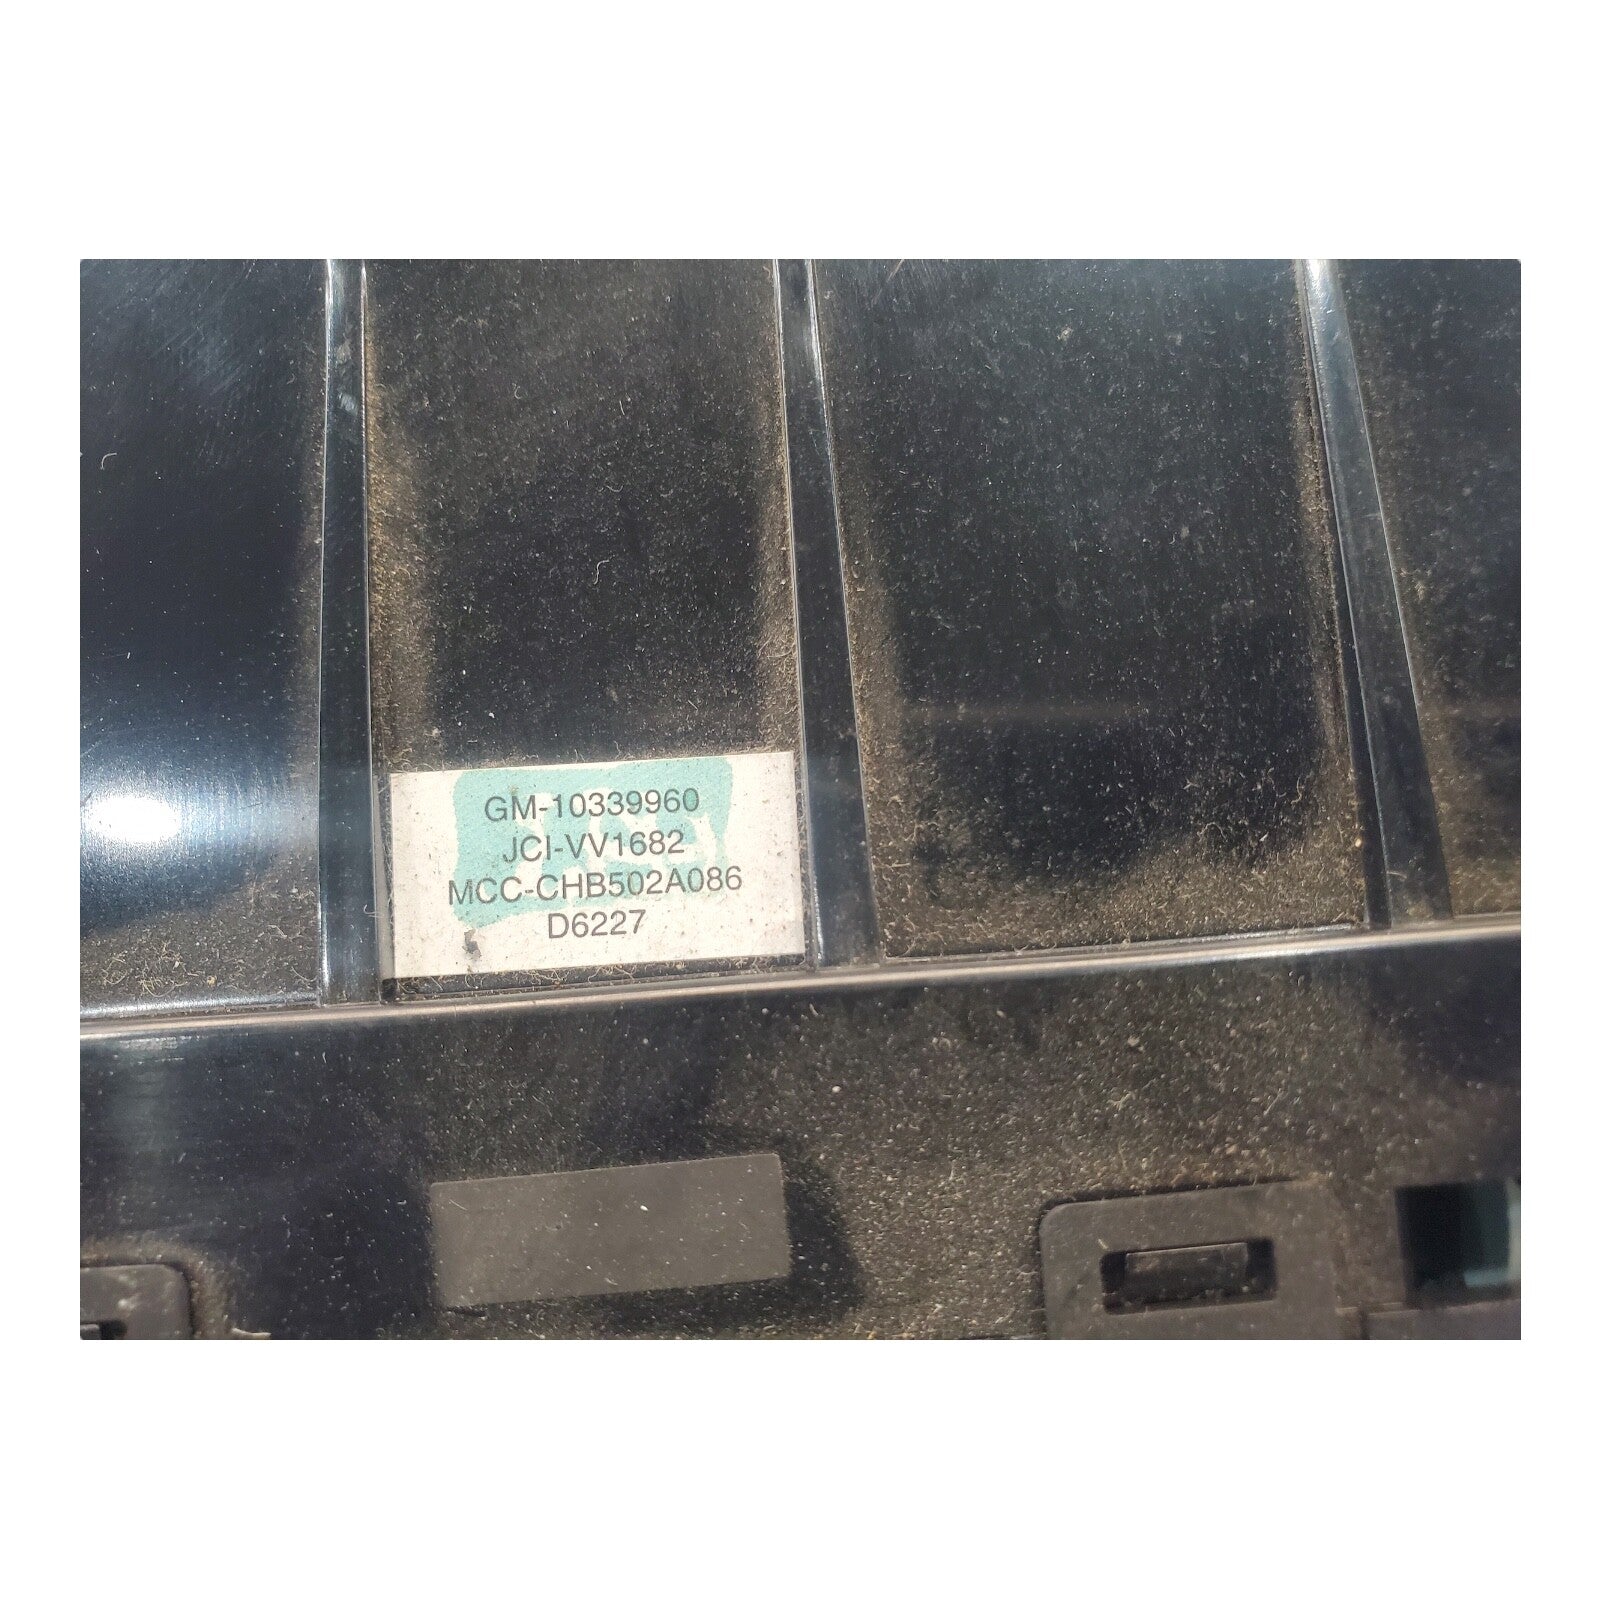 GM-10339960
JCI-VV1682
MCC-CHB502A086
D6227